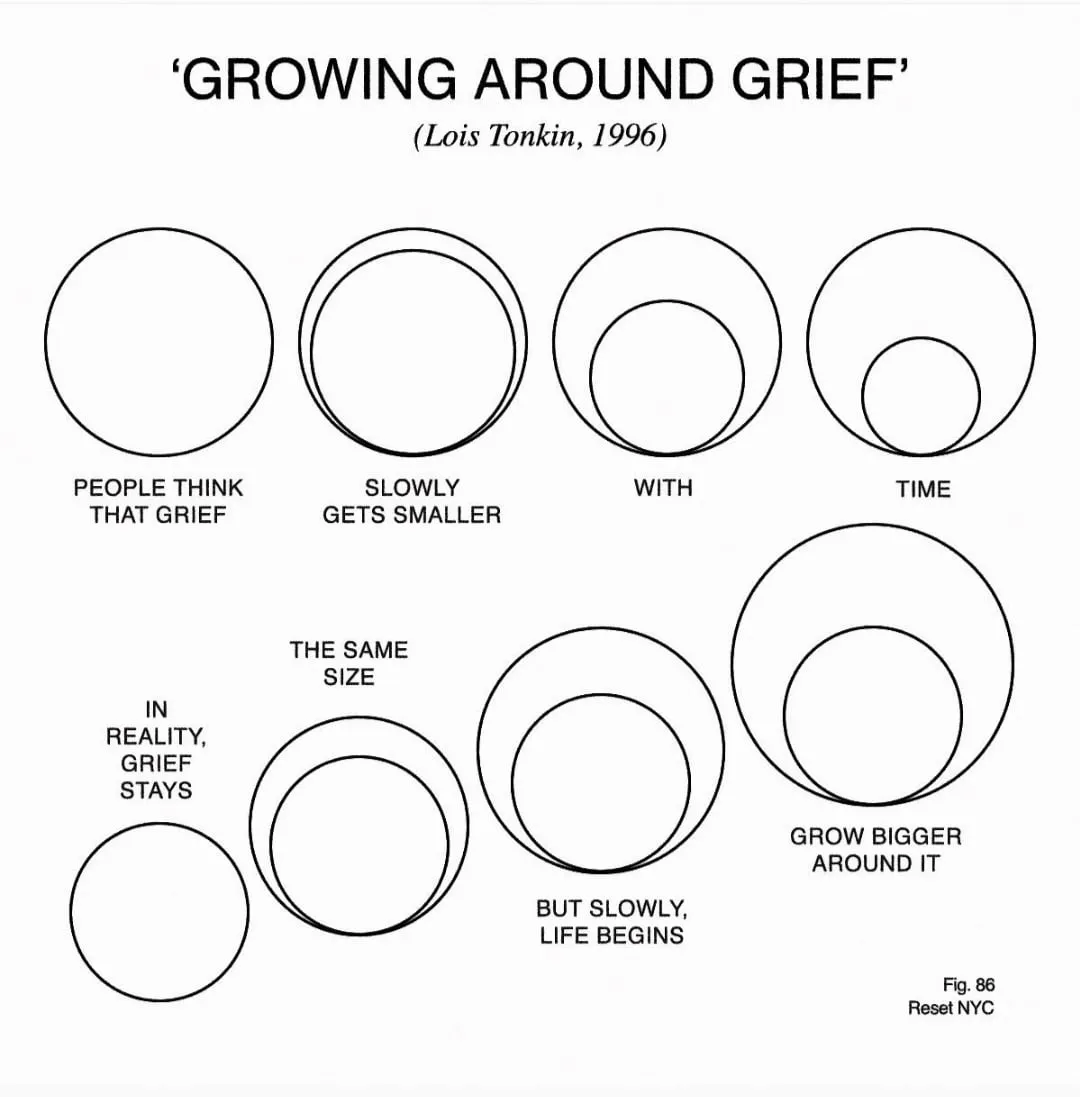 ‘GROWING AROUND GRIEF’
(Lois Tonkin, 1996)
PEOPLE THINK
THAT GRIEF
SLOWLY
GETS SMALLER
WITH
TIME
IN
REALITY,
GRIEF
STAYS
THE SAME
SIZE
BUT SLOWLY,
LIFE BEGINS
GROW BIGGER
AROUND IT
Fig. 86
Reset NYC